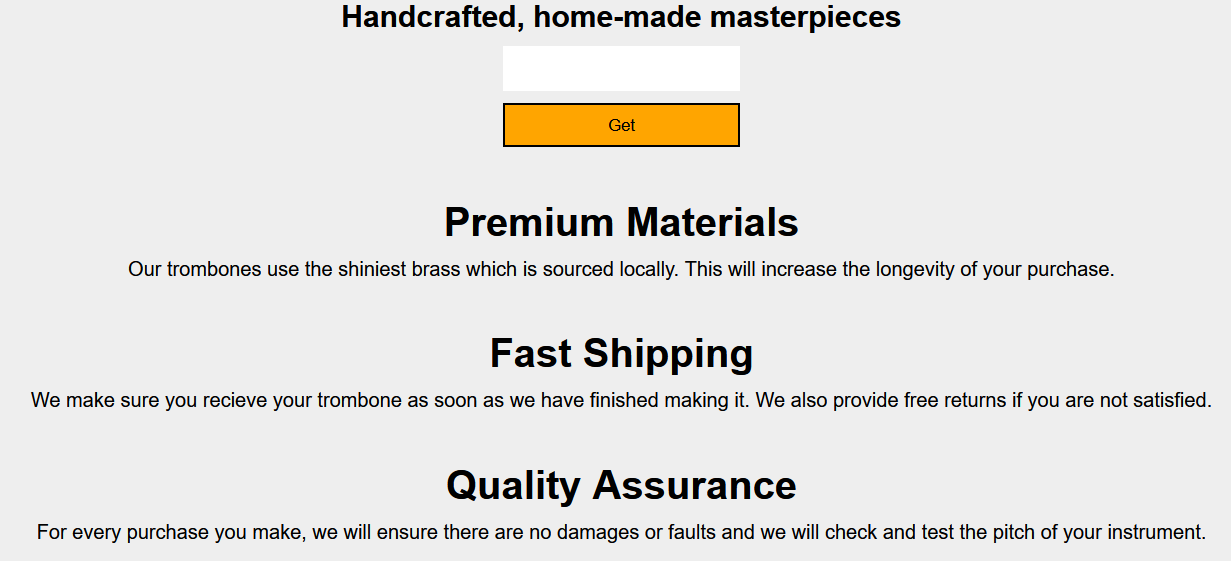 Handcrafted, home-made masterpieces
Get
Premium Materials
Our trombones use the shiniest brass which is sourced locally. This will increase the longevity of your purchase.
Fast Shipping
We make sure you recieve your trombone as soon as we have finished making it. We also provide free returns if you are not satisfied.
Quality Assurance
For every purchase you make, we will ensure there are no damages or faults and we will check and test the pitch of your instrument.